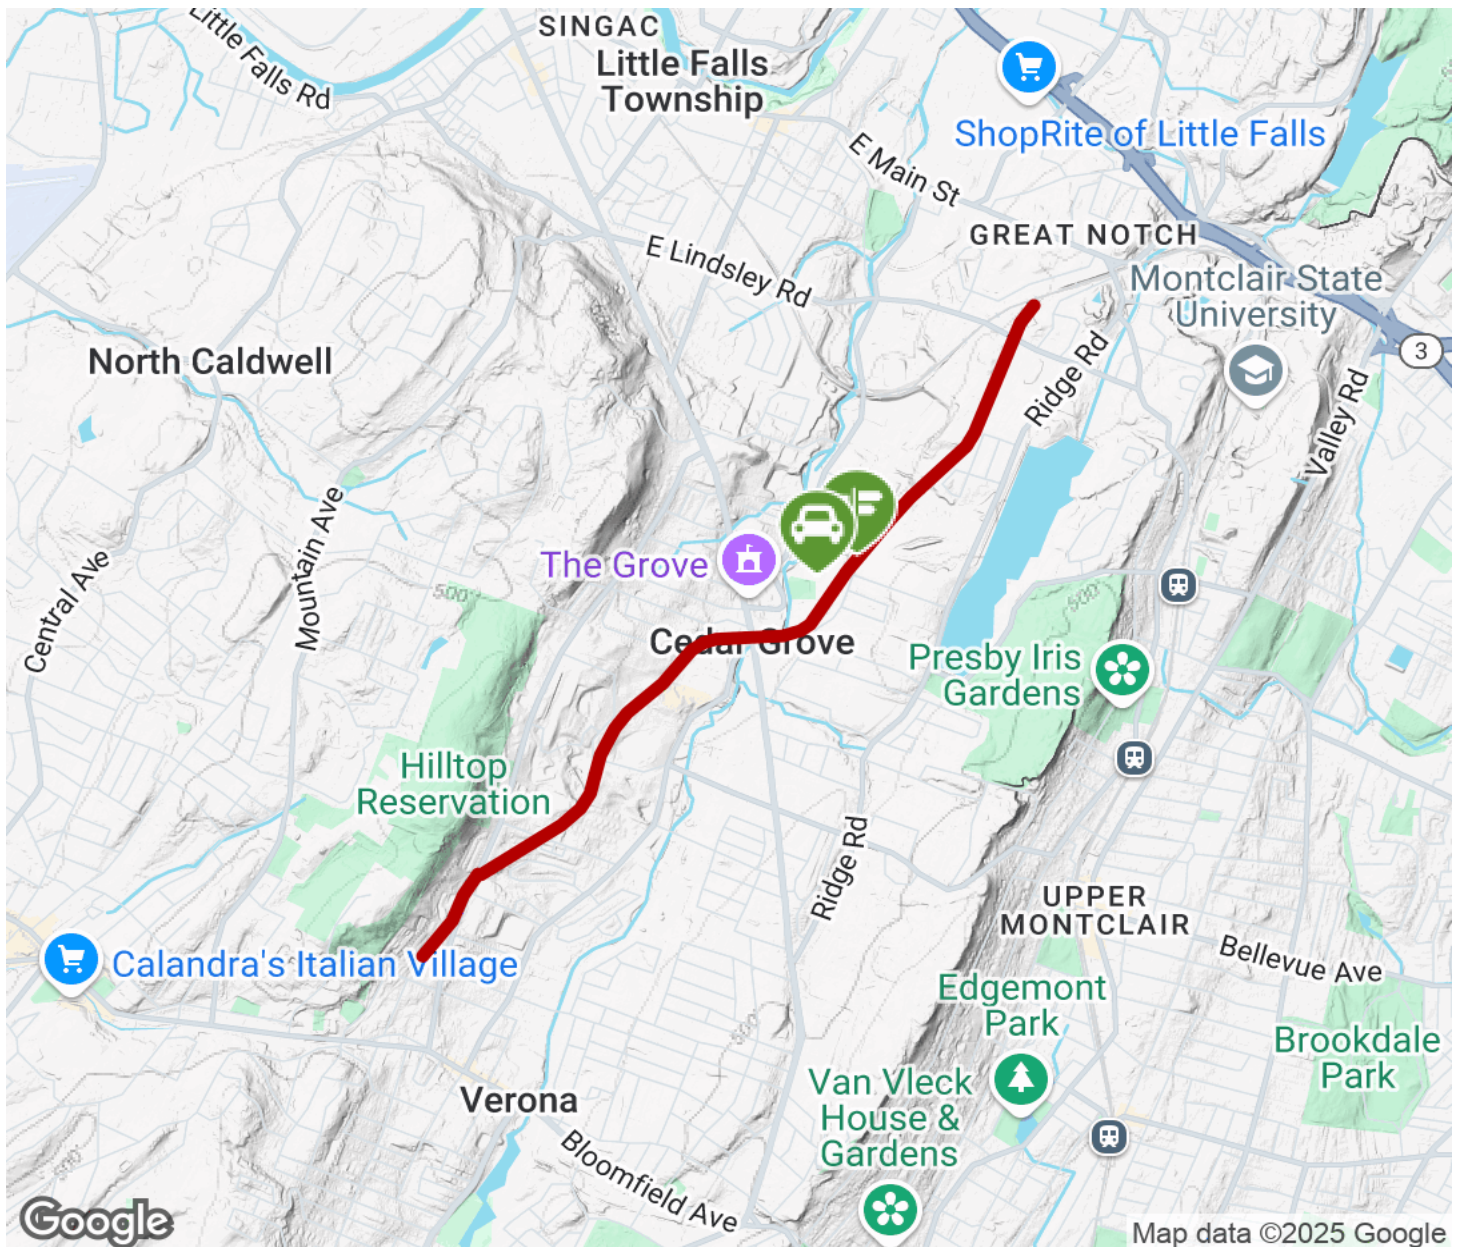 SINGAC
Little Falls
Township
Little Falls Rd
ShopRite of Little Falls
E Main St
GREAT NOTCH
E Lindsley Rd
Montclair State
University
3
North Caldwell
Ridge Rd
Valley Rd
Mountain Ave
Central Ave
The Grove
500
500
Cedar Grove
Presby Iris
Gardens
Hilltop
Reservation
Ridge Rd
UPPER
MONTCLAIR
Bellevue Ave
Calandra's Italian Village
Edgemont
Park
500
Brookdale
Park
Verona
Van Vleck
House &
Gardens
Bloomfield Ave
500
Google
Map data ©2025 Google